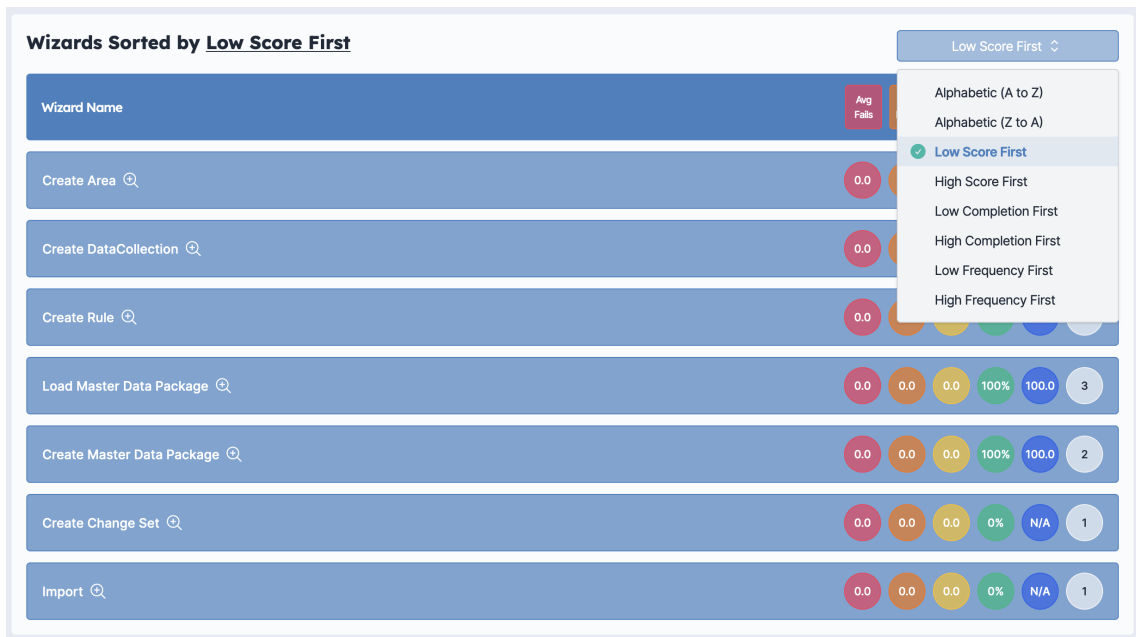 Wizards Sorted by Low Score First
Low Score First
Wizard Name
Avg
Fails
Alphabetic (A to Z)
Alphabetic (Z to A)
Low Score First
High Score First
Low Completion First
High Completion First
Low Frequency First
High Frequency First
Create Area 0.0
Create DataCollection 0.0
Create Rule 0.0
Load Master Data Package 0.0 0.0 0.0 100% 100.0 3
Create Master Data Package 0.0 0.0 0.0 100% 100.0 2
Create Change Set 0.0 0.0 0.0 0% N/A 1
Import 0.0 0.0 0.0 0% N/A 1